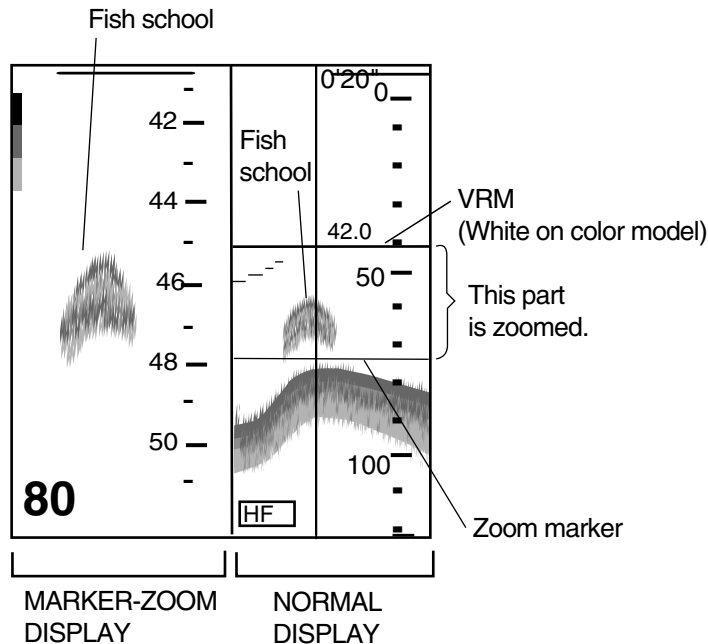 Fish school
0'20"
0
42
44
46
48
50
80
Fish
school
42.0
50
100
HF
VRM
(White on color model)
This part
is zoomed.
Zoom marker
MARKER-ZOOM
DISPLAY
NORMAL
DISPLAY